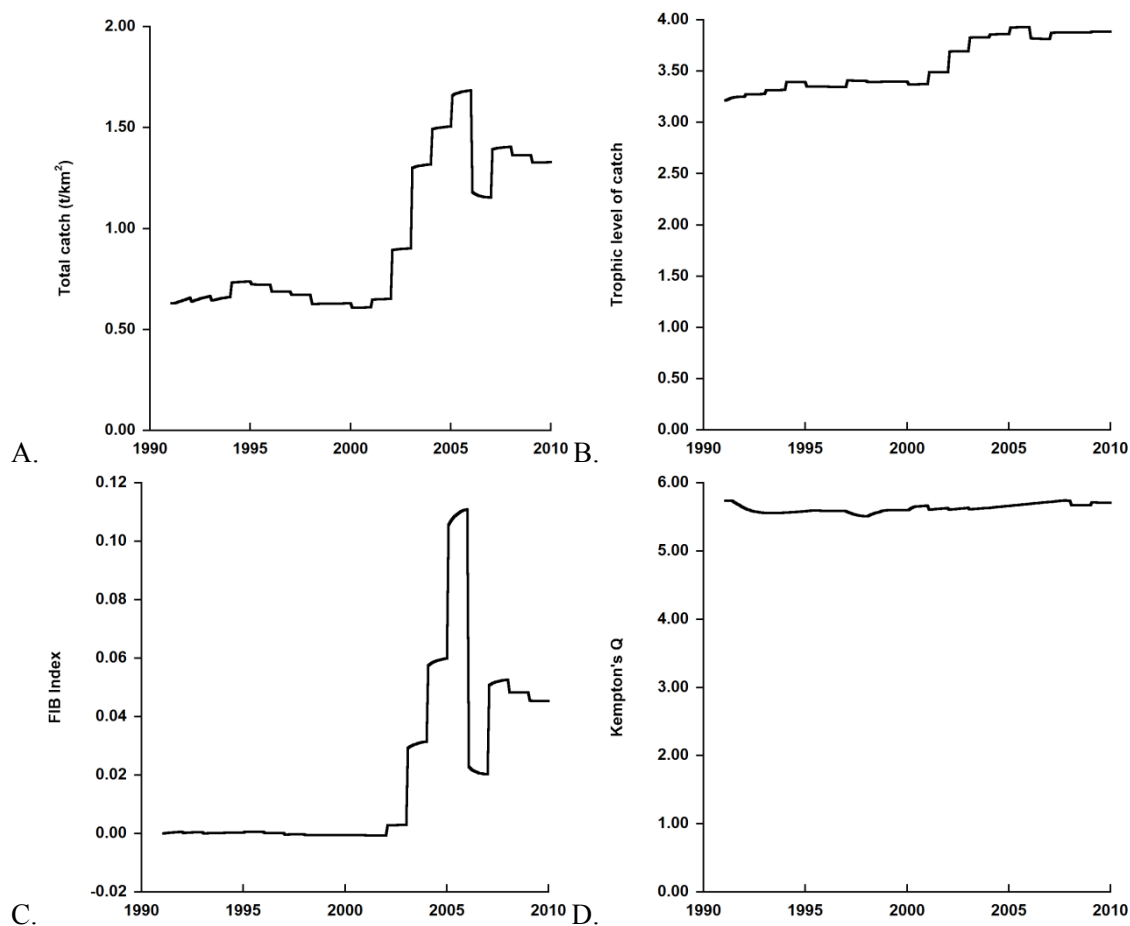 2.00
1.50
1.00
0.50
0.00
Total catch (t/km²)
1990 1995 2000 2005 2010
A.
4.00
3.50
3.00
2.50
2.00
1.50
1.00
0.50
0.00
Trophic level of catch
1990 1995 2000 2005 2010
B.
0.12
0.10
0.08
0.06
0.04
0.02
0.00
-0.02
FIB Index
1990 1995 2000 2005 2010
C.
6.00
5.00
4.00
3.00
2.00
1.00
0.00
Kempton's Q
1990 1995 2000 2005 2010
D.